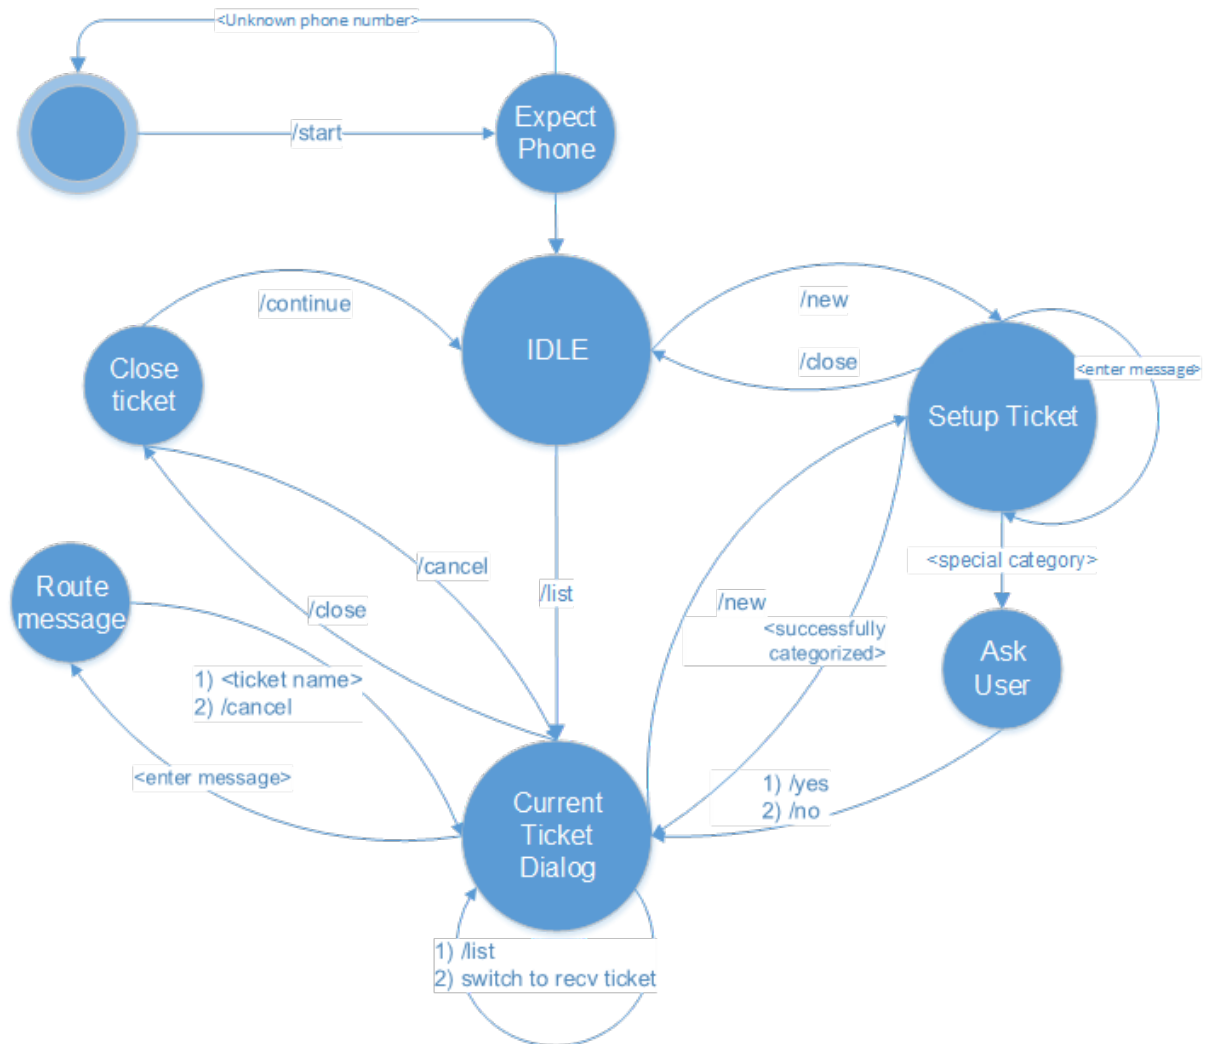 <Unknown phone number>
/start
Expect
Phone
/continue
/new
IDLE
/close
Close
ticket
<enter message>
Setup Ticket
/cancel
<special category>
/list
Route
message
/close
/new
<successfully
categorized>
Ask
User
1) <ticket name>
2) /cancel
<enter message>
1) /yes
2) /no
Current
Ticket
Dialog
1) /list
2) switch to recv ticket